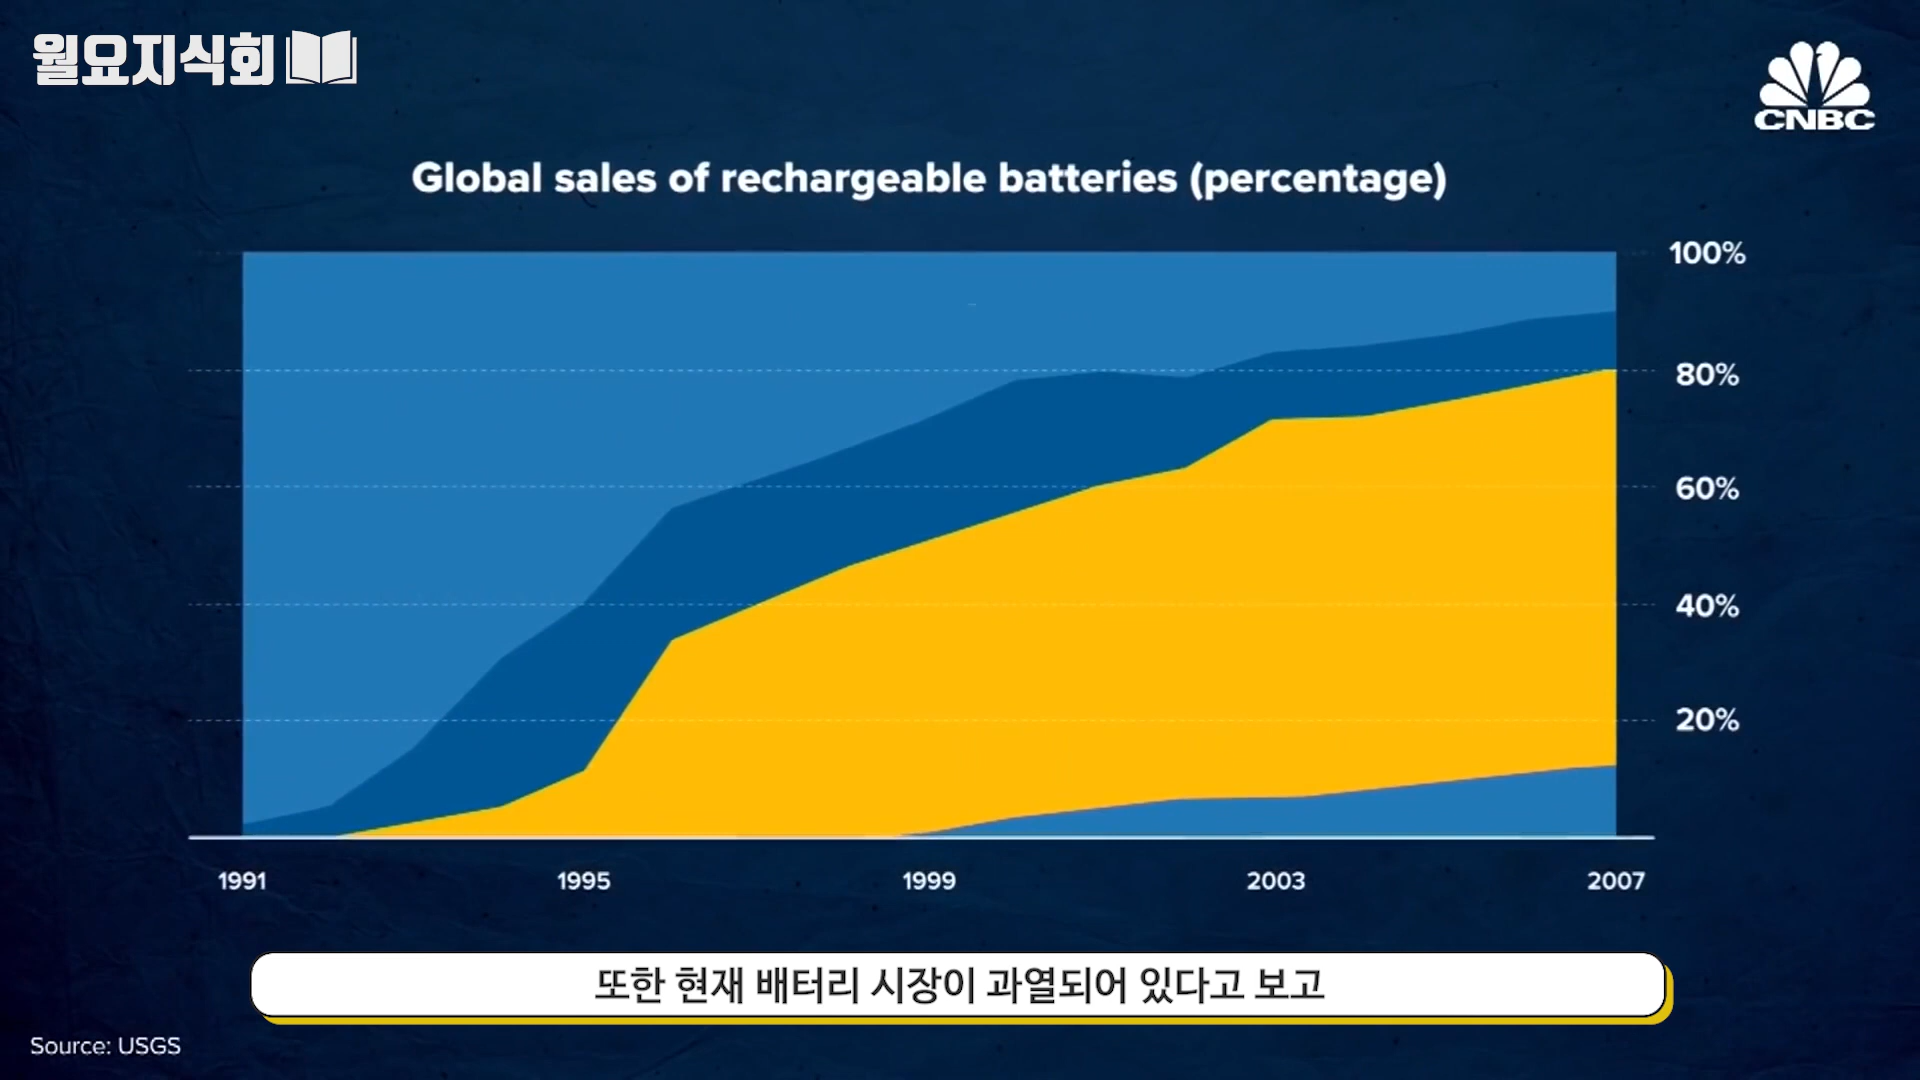 월요지식회
CNBC
Global sales of rechargeable batteries (percentage)
100%
80%
60%
40%
20%
1991 1995 1999 2003 2007
또한 현재 배터리 시장이 과열되어 있다고 보고
Source: USGS